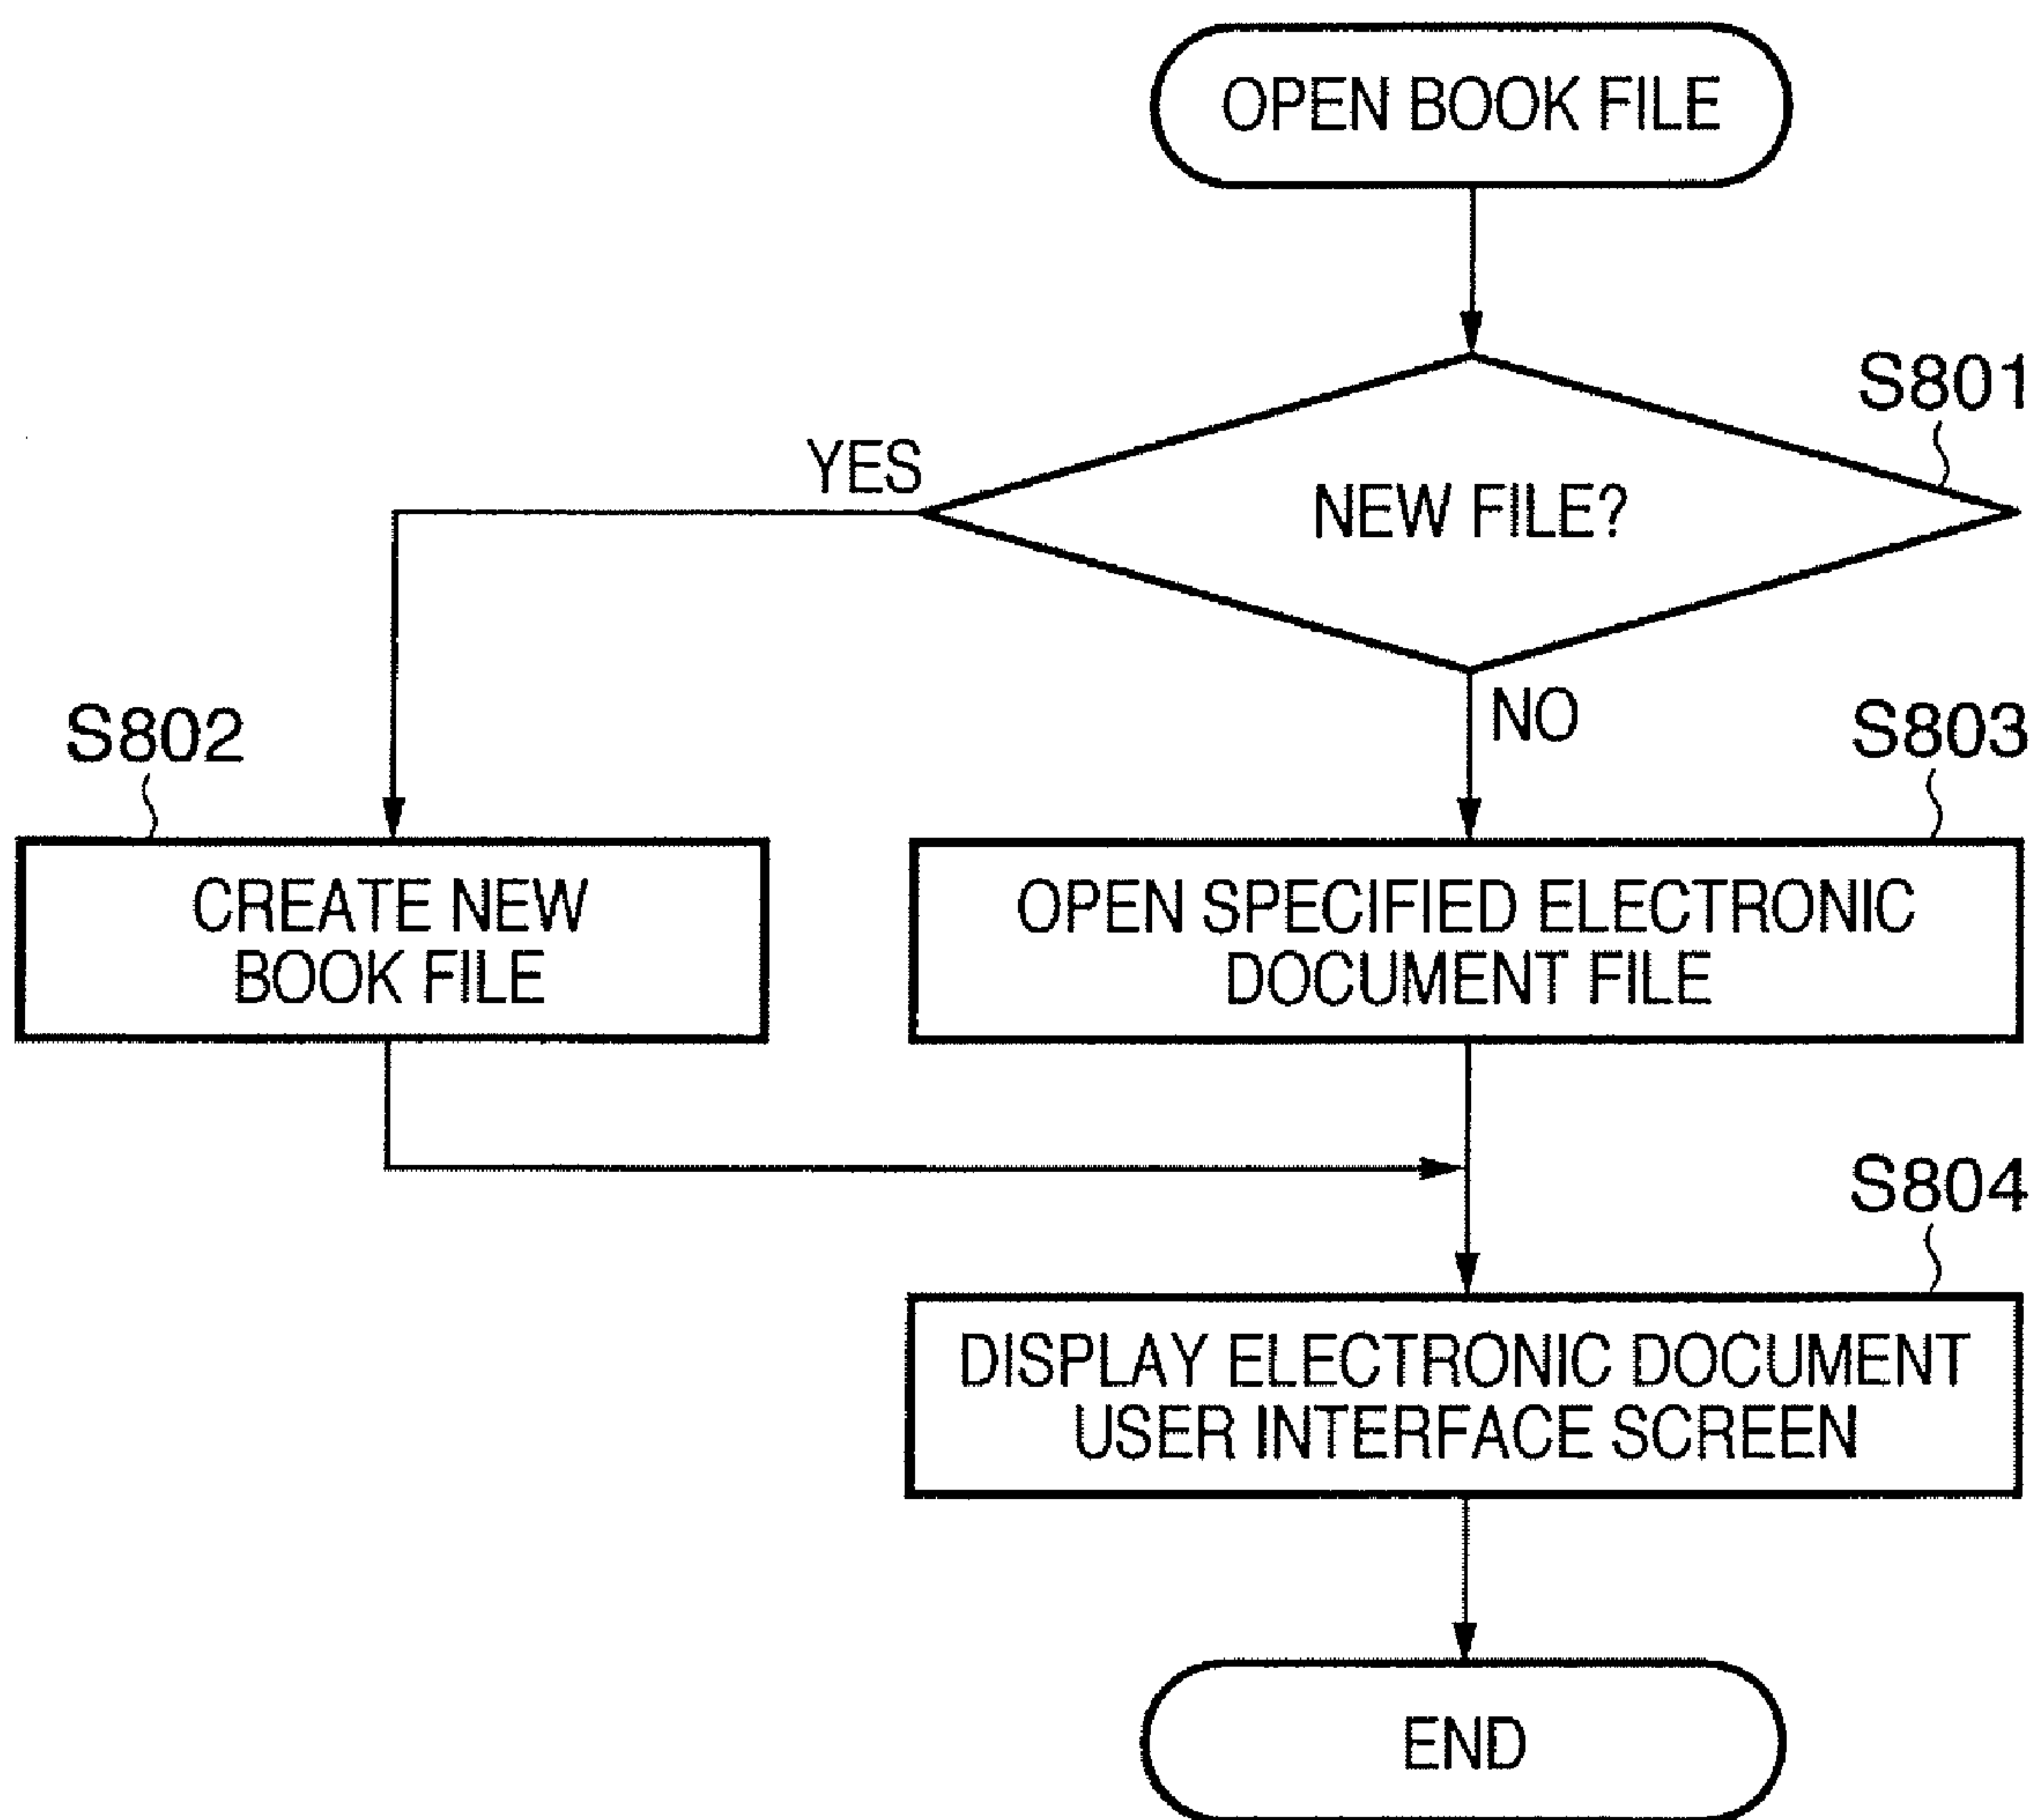 OPEN BOOK FILE
S801
YES
NEW FILE?
NO
S802
S803
CREATE NEW
BOOK FILE
OPEN SPECIFIED ELECTRONIC
DOCUMENT FILE
S804
DISPLAY ELECTRONIC DOCUMENT
USER INTERFACE SCREEN
END